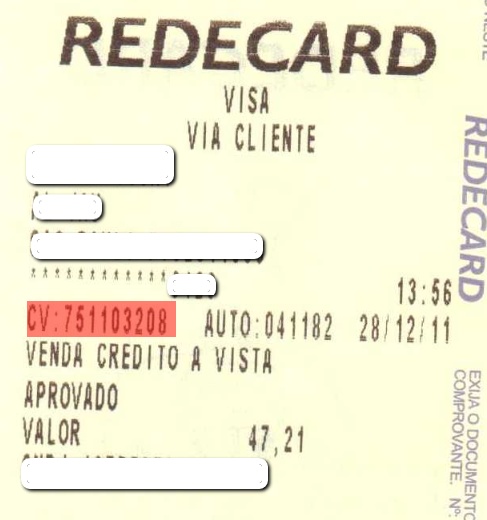 REDECARD
VISA
VIA CLIENTE
13:56
CV:751103208 AUTO:041182 28/12/11
VENDA CREDITO A VISTA
APROVADO
VALOR 47,21
REDECARD
EXIJA O DOCUMENTO
COMPROVANTE. Nº: